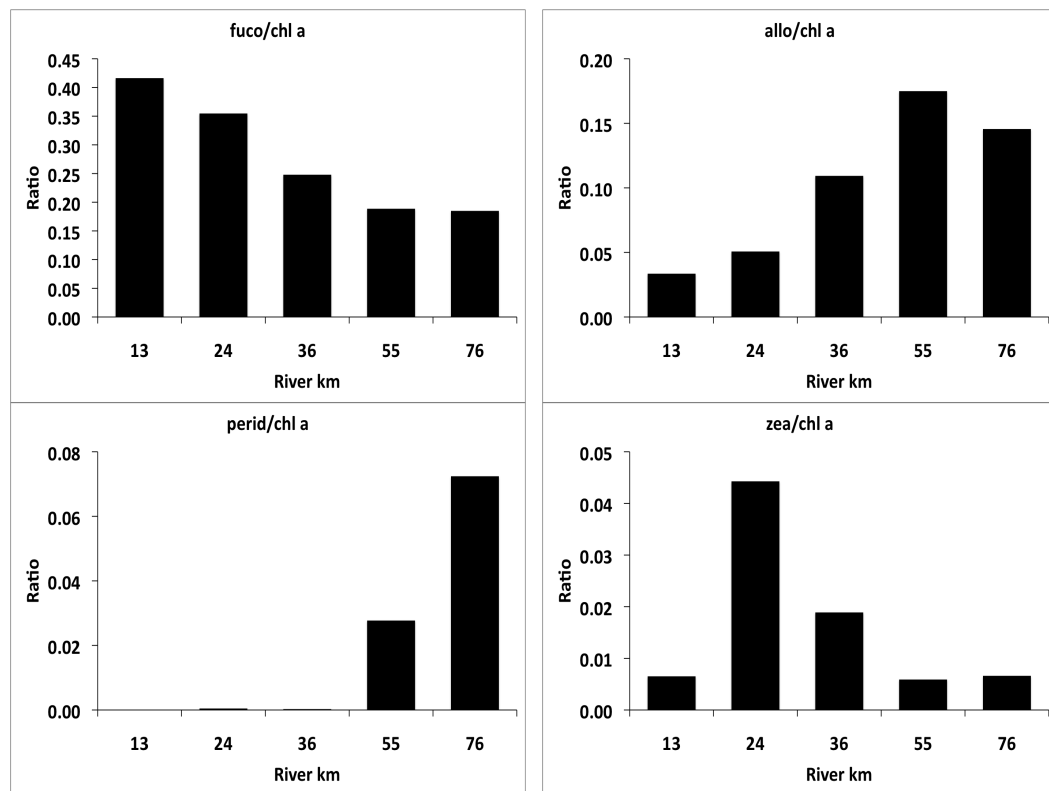 fuco/chl a
0.45
0.40
0.35
0.30
0.25
0.20
0.15
0.10
0.05
0.00
Ratio
13 24 36 55 76
River km
allo/chl a
0.20
0.15
0.10
0.05
0.00
Ratio
13 24 36 55 76
River km
perid/chl a
0.08
0.06
0.04
0.02
0.00
Ratio
13 24 36 55 76
River km
zea/chl a
0.05
0.04
0.03
0.02
0.01
0.00
Ratio
13 24 36 55 76
River km